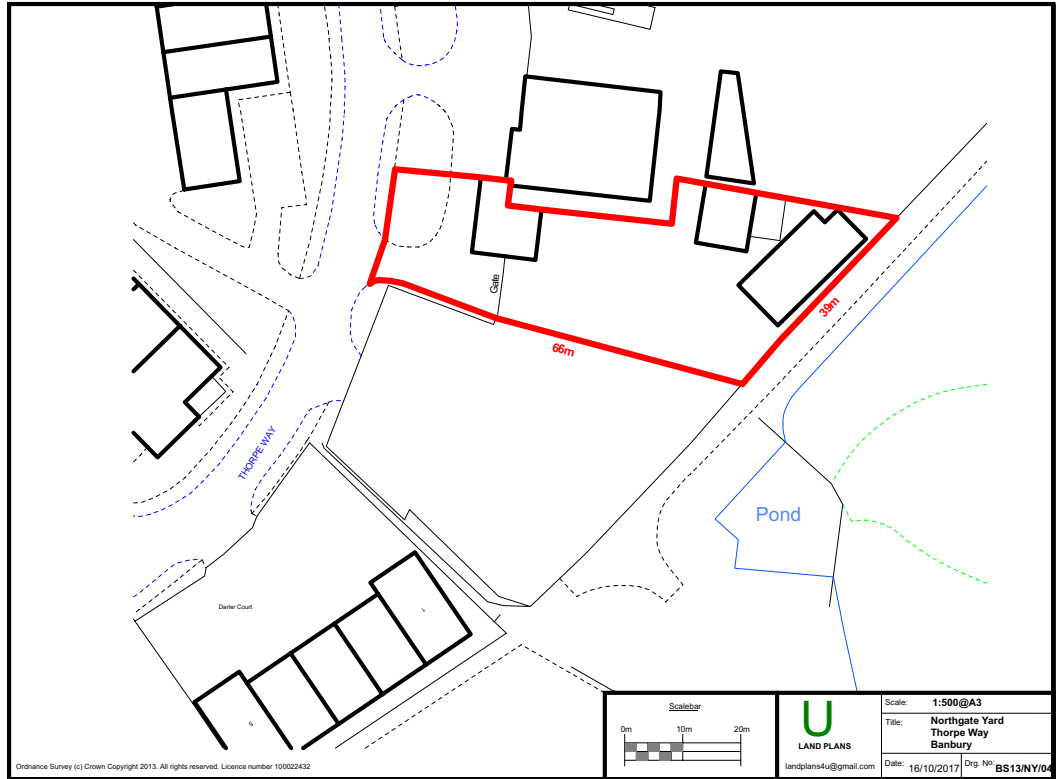 Gate
39m
66m
THORPE WAY
Pond
Darler Court
1
Scalebar
0m 10m 20m
U
LAND PLANS
landplans4u@gmail.com
Scale: 1:500@A3
Title: Northgate Yard
Thorpe Way
Banbury
Date: 16/10/2017 Drg. No: BS13/NY/04
Ordnance Survey (c) Crown Copyright 2013. All rights reserved. Licence number 100022432